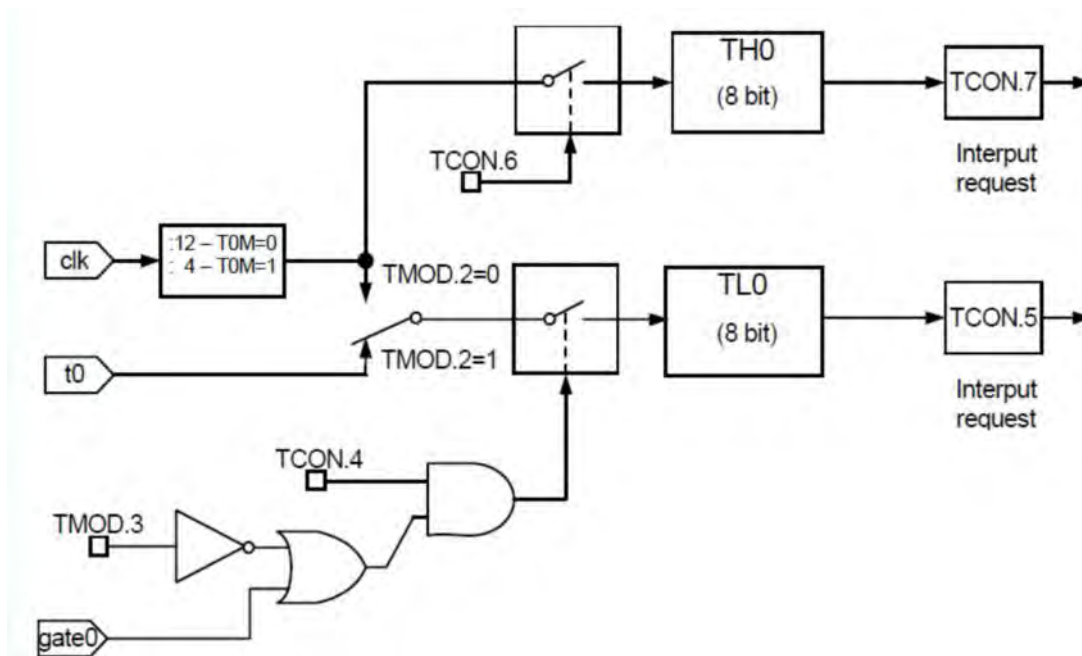 TH0
(8 bit)
TCON.7
Interput
request
TCON.6
clk
:12 – T0M=0
: 4 – T0M=1
TMOD.2=0
TL0
(8 bit)
TCON.5
t0
TMOD.2=1
Interput
request
TCON.4
TMOD.3
gate0